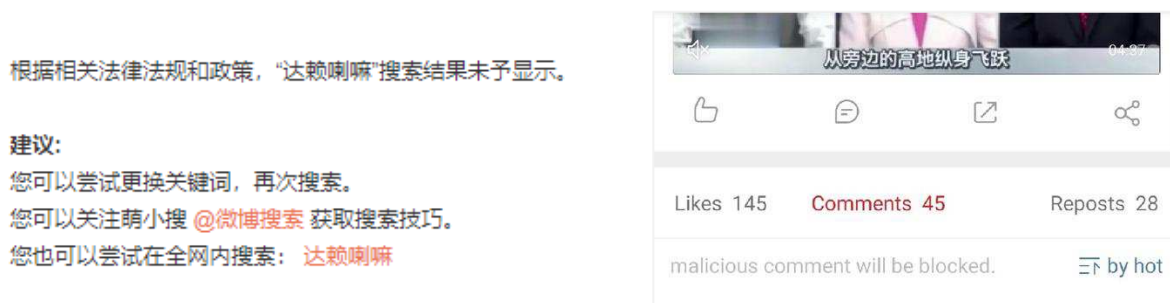 根据相关法律法规和政策，“达赖喇嘛”搜索结果未予显示。
建议:
您可以尝试更换关键词，再次搜索。
您可以关注萌小搜 @微博搜索 获取搜索技巧。
您也可以尝试在全网内搜索： 达赖喇嘛
从旁边的高地纵身飞跃
04:27
Likes 145 Comments 45 Reposts 28
malicious comment will be blocked. by hot